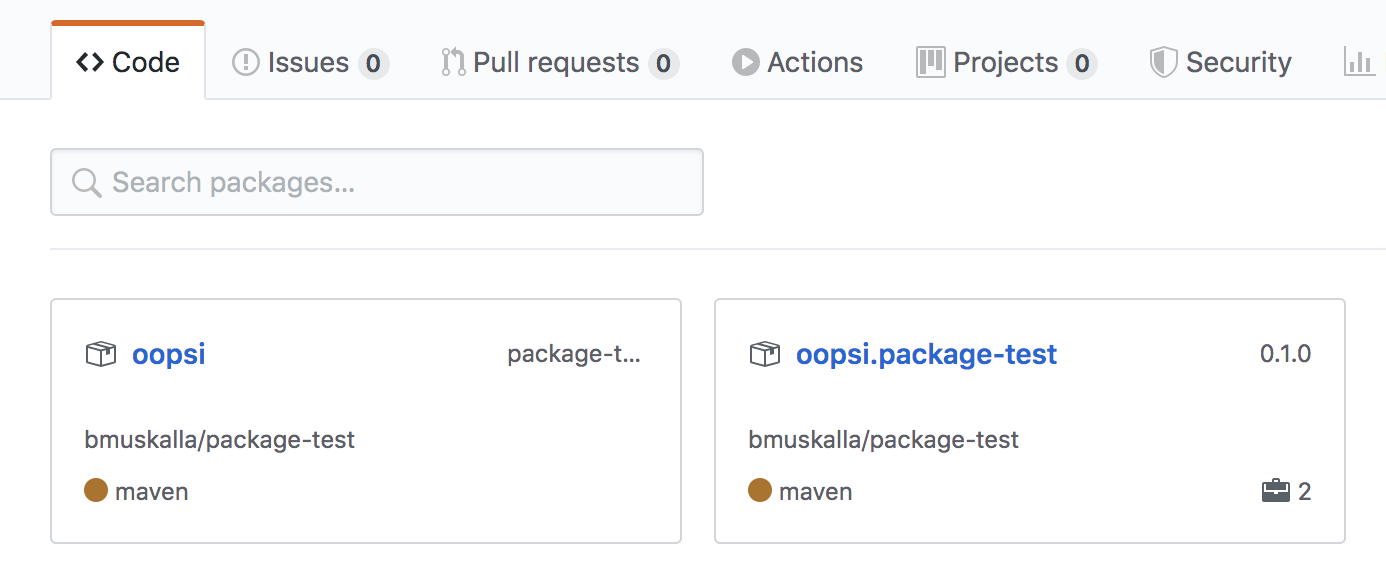 Code Issues 0 Pull requests 0 Actions Projects 0 Security
Search packages...
oopsi package-t...
bmuskalla/package-test
maven
oopsi.package-test 0.1.0
bmuskalla/package-test
maven 2